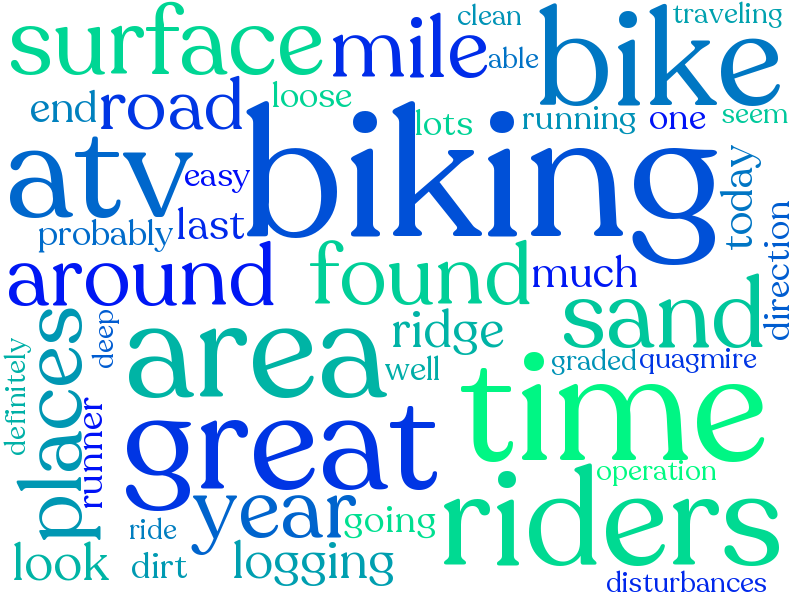 clean
traveling
surface
mile
able
bike
end
road
loose
lots
running
one
seem
atv
easy
biking
today
probably
last
direction
around
found
much
sand
places
deep
area
ridge
well
graded
quagmire
definitely
time
runner
great
operation
year
going
riders
ride
look
dirt
logging
disturbances